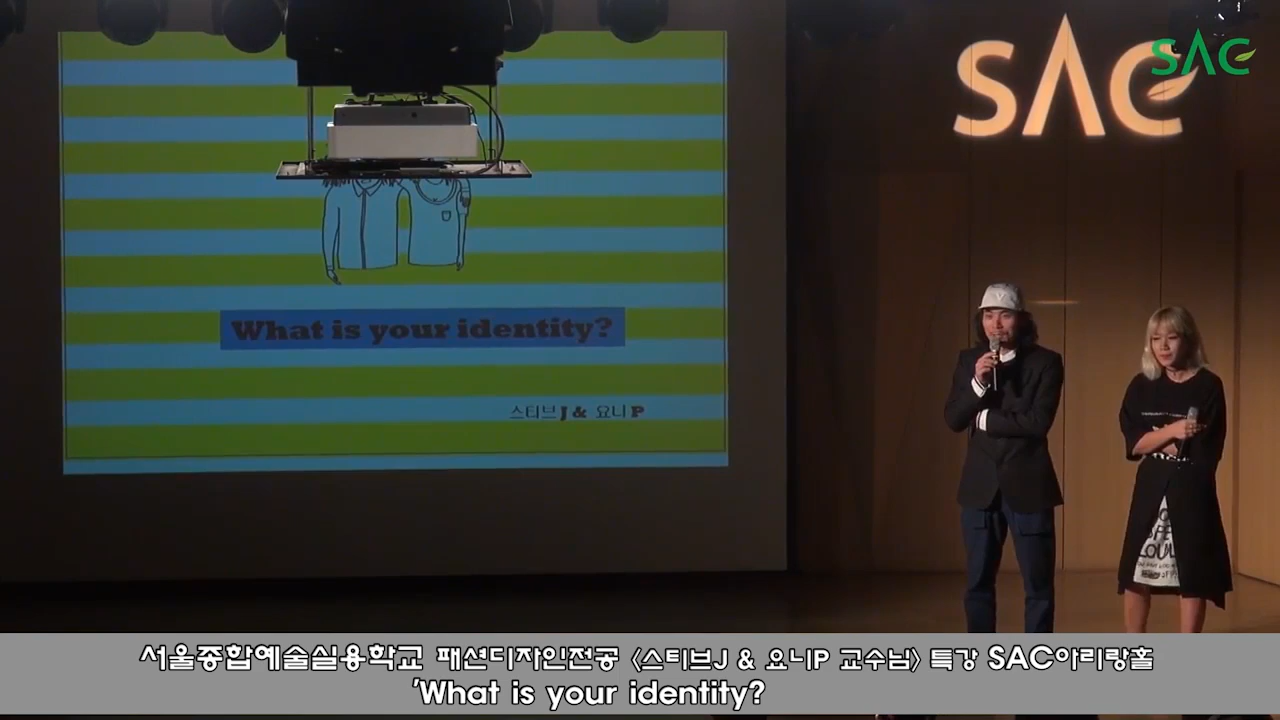 SAC
SAC
What is your identity?
스티브 J & 요니 P
서울종합예술실용학교 패션디자인전공 <스티브J & 요니P 교수님> 특강 SAC아리랑홀
'What is your identity?